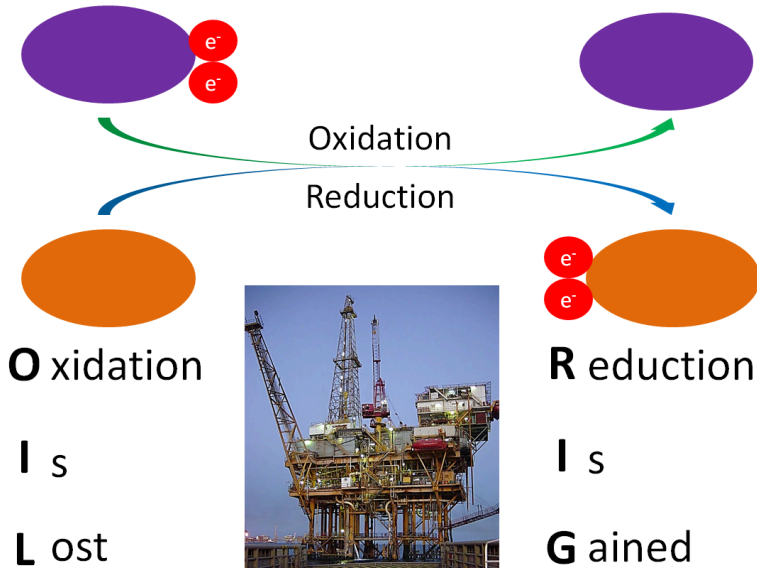 e-
e-
Oxidation
Reduction
e-
e-
Oxidation
Is
Lost
Reduction
Is
Gained